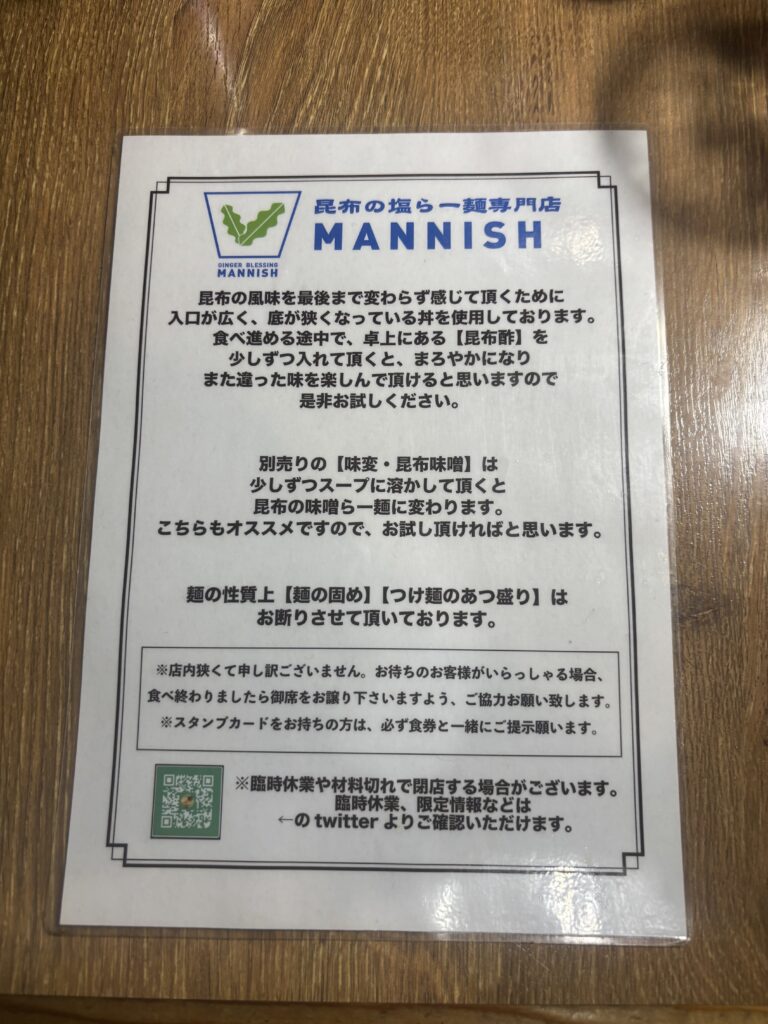 昆布の塩らー麺専門店
MANNISH
GINGER BLESSING
MANNISH
昆布の風味を最後まで変わらず感じて頂くために
入口が広く、底が狭くなっている丼を使用しております。
食べ進める途中で、卓上にある【昆布酢】を
少しずつ入れて頂くと、まろやかになり
また違った味を楽しんで頂けると思いますので
是非お試しください。
別売りの【味変・昆布味噌】は
少しずつスープに溶かして頂くと
昆布の味噌らー麺に変わります。
こちらもオススメですので、お試し頂ければと思います。
麺の性質上【麺の固め】【つけ麺のあつ盛り】は
お断りさせて頂いております。
※店内狭くて申し訳ございません。お待ちのお客様がいらっしゃる場合、
食べ終わりましたら御席をお譲り下さいますよう、ご協力お願い致します。
※スタンプカードをお持ちの方は、必ず食券と一緒にご提示願います。
※臨時休業や材料切れで閉店する場合がございます。
臨時休業、限定情報などは
←の twitter よりご確認いただけます。